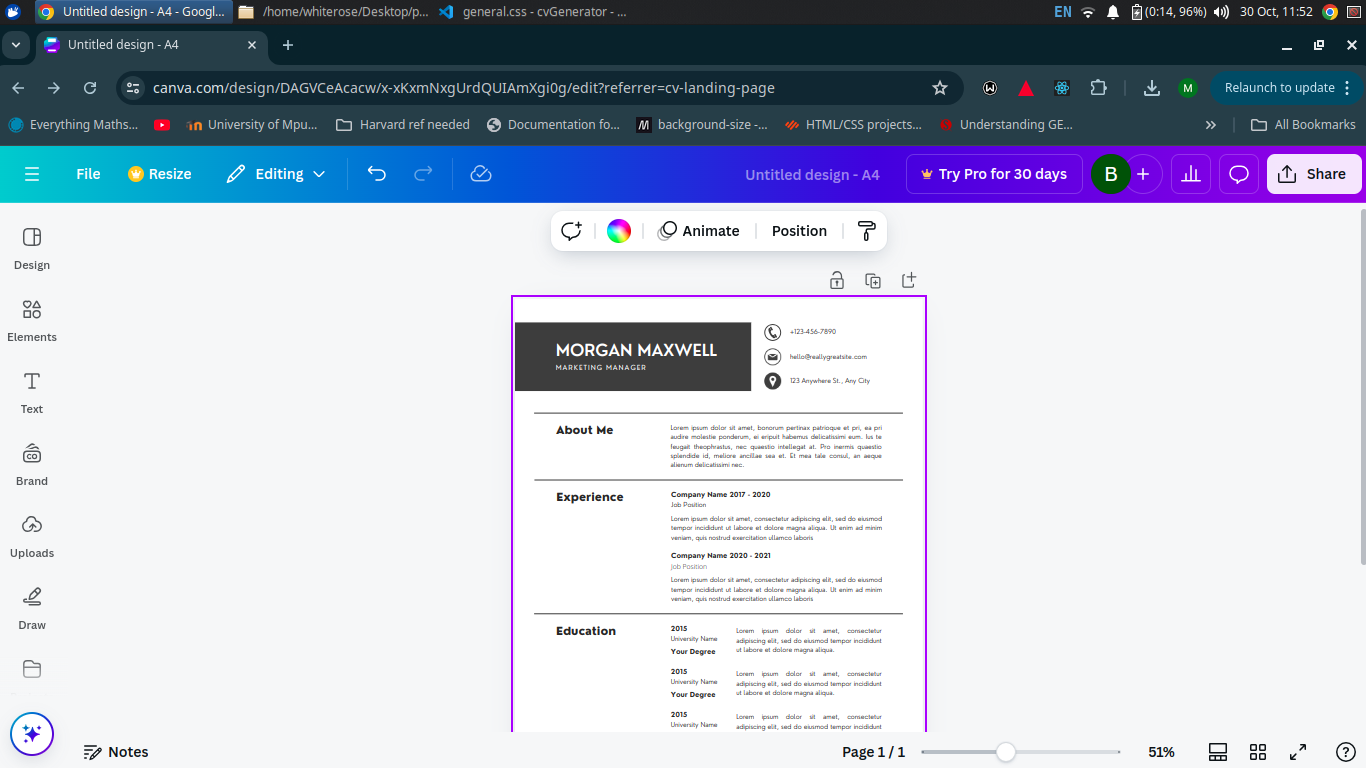 Untitled design - A4 - Googl...
/home/whiterose/Desktop/p...
general.css - cvGenerator - ...
EN
(0:14, 96%)
30 Oct, 11:52
Untitled design - A4
canva.com/design/DAGVCeAcacw/x-xKxmNxgUrdQUIAmXgi0g/edit?referrer=cv-landing-page
M
Relaunch to update
Everything Maths...
University of Mpu...
Harvard ref needed
Documentation fo...
background-size -...
HTML/CSS projects...
Understanding GE...
All Bookmarks
File
Resize
Editing
Untitled design - A4
Try Pro for 30 days
B
Share
Animate
Position
Design
Elements
Text
Brand
Uploads
Draw
MORGAN MAXWELL
MARKETING MANAGER
+123-456-7890
hello@reallygreatsite.com
123 Anywhere St., Any City
About Me
Lorem ipsum dolor sit amet, bonorum pertinax patrioque et pri, ea pri
audire molestie ponderum, ei eripuit habemus delicatissimi eum. Ius te
feugait theophrastus, nec quaestio intellegat at. Pro inermis quaestio
splendide id, meliore ancillae sea et. Et mea tale consul, an aeque
alienum delicatissimi nec.
Experience
Company Name 2017 - 2020
Job Position
Lorem ipsum dolor sit amet, consectetur adipiscing elit, sed do eiusmod
tempor incididunt ut labore et dolore magna aliqua. Ut enim ad minim
veniam, quis nostrud exercitation ullamco laboris
Company Name 2020 - 2021
Job Position
Lorem ipsum dolor sit amet, consectetur adipiscing elit, sed do eiusmod
tempor incididunt ut labore et dolore magna aliqua. Ut enim ad minim
veniam, quis nostrud exercitation ullamco laboris
Education
2015
University Name
Your Degree
Lorem ipsum dolor sit amet, consectetur
adipiscing elit, sed do eiusmod tempor incididunt
ut labore et dolore magna aliqua.
2015
University Name
Your Degree
Lorem ipsum dolor sit amet, consectetur
adipiscing elit, sed do eiusmod tempor incididunt
ut labore et dolore magna aliqua.
2015
University Name
Lorem ipsum dolor sit amet, consectetur
adipiscing elit, sed do eiusmod tempor incididunt
Notes
Page 1 / 1
51%